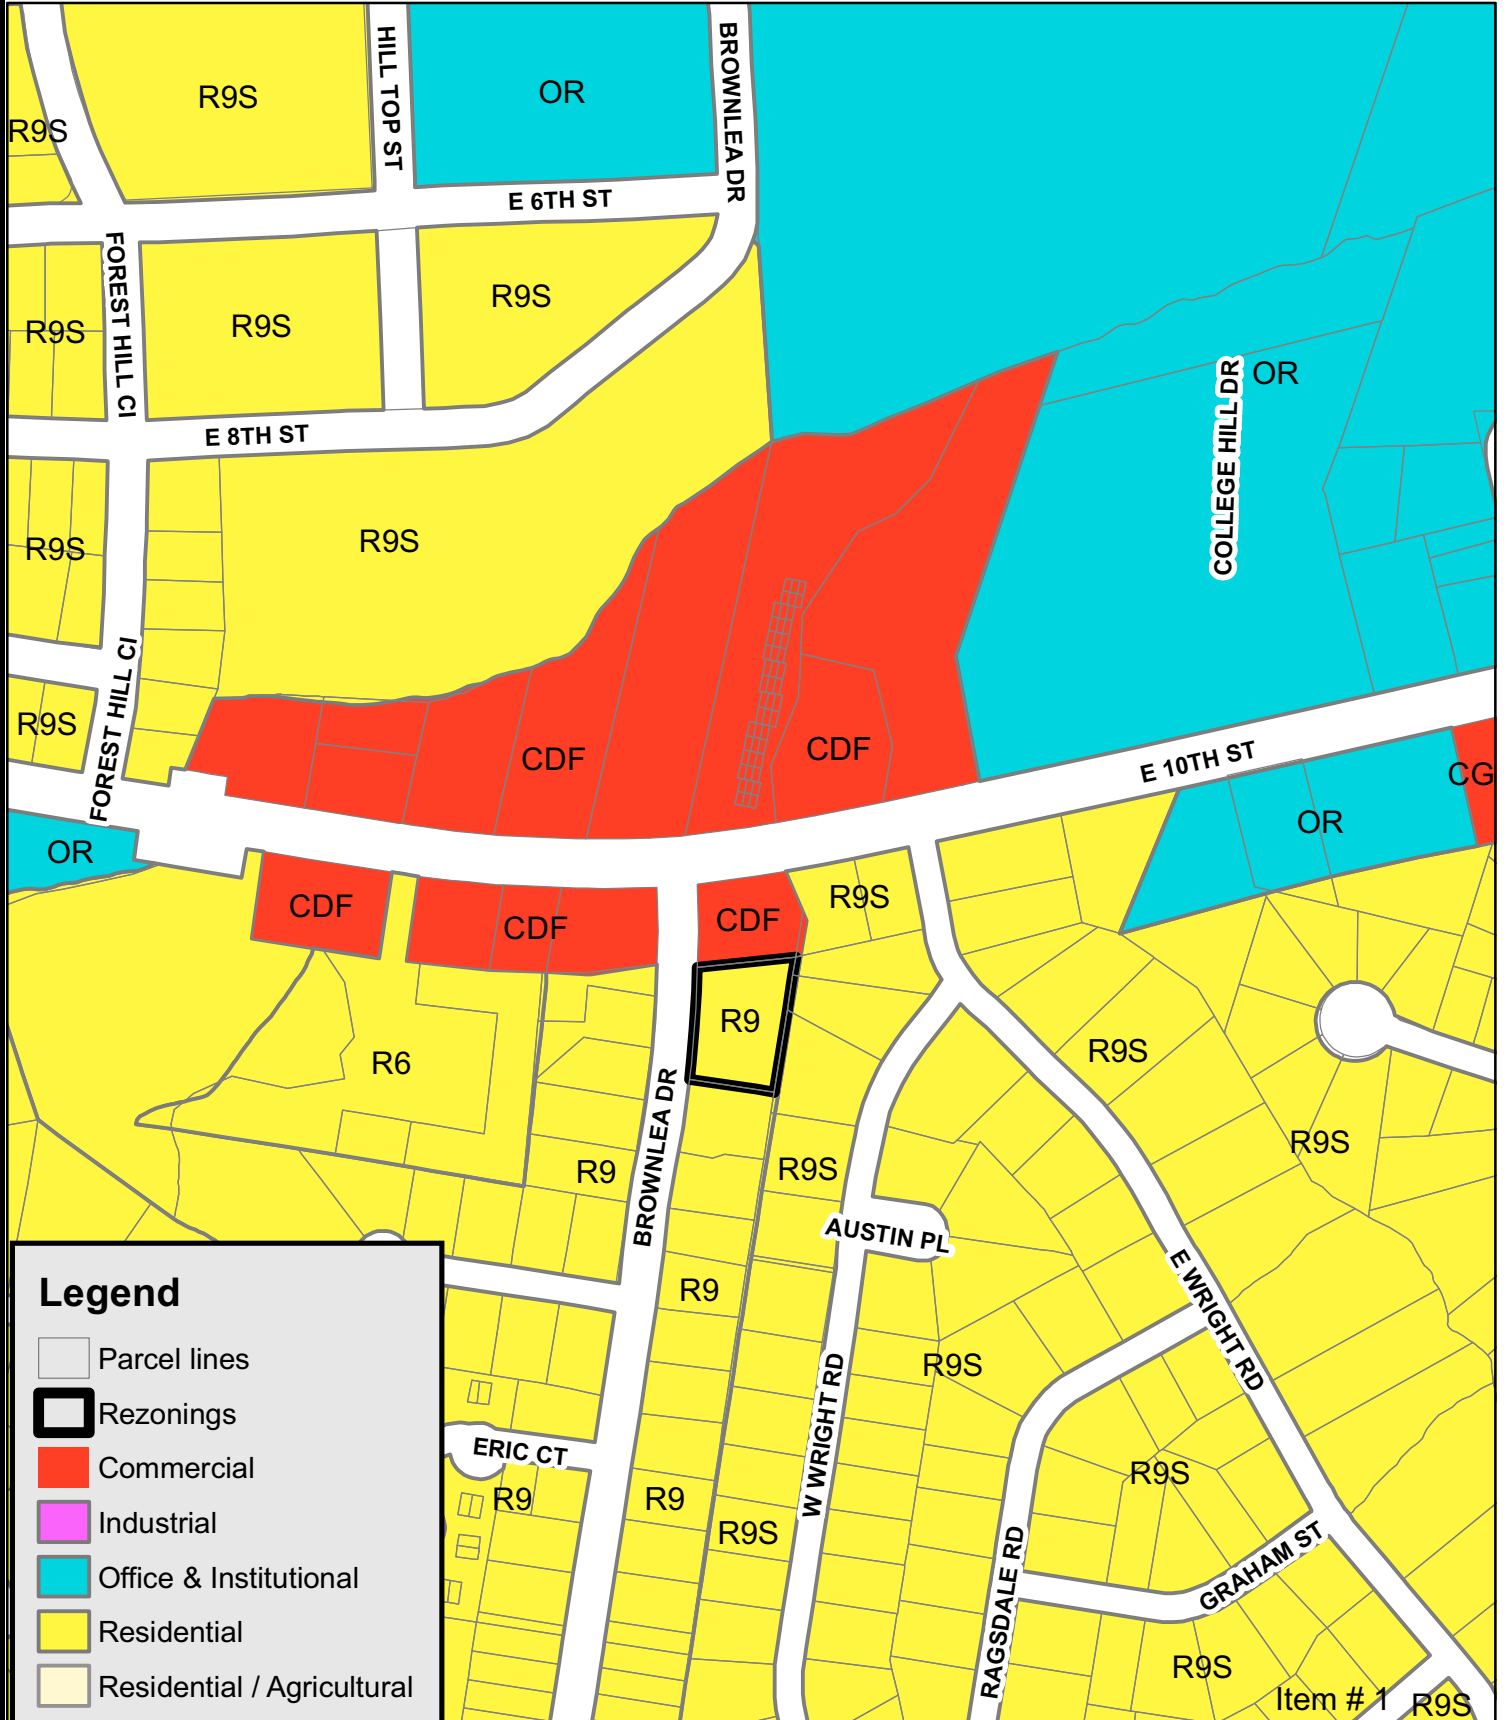 R9S
HILL TOP ST
OR
BROWNLEA DR
R9S
E 6TH ST
FOREST HILL CI
R9S
R9S
R9S
OR
COLLEGE HILL DR
E 8TH ST
R9S
R9S
FOREST HILL CI
R9S
CDF
CDF
E 10TH ST
CG
OR
OR
CDF
CDF
CDF
R9S
R9
R6
R9S
BROWNLEA DR
R9
R9S
R9S
AUSTIN PL
E WRIGHT RD
R9
R9S
W WRIGHT RD
ERIC CT
R9
R9
R9S
R9S
RAGSDALE RD
GRAHAM ST
R9S
Item # 1
R9S
Legend
Parcel lines
Rezonings
Commercial
Industrial
Office & Institutional
Residential
Residential / Agricultural